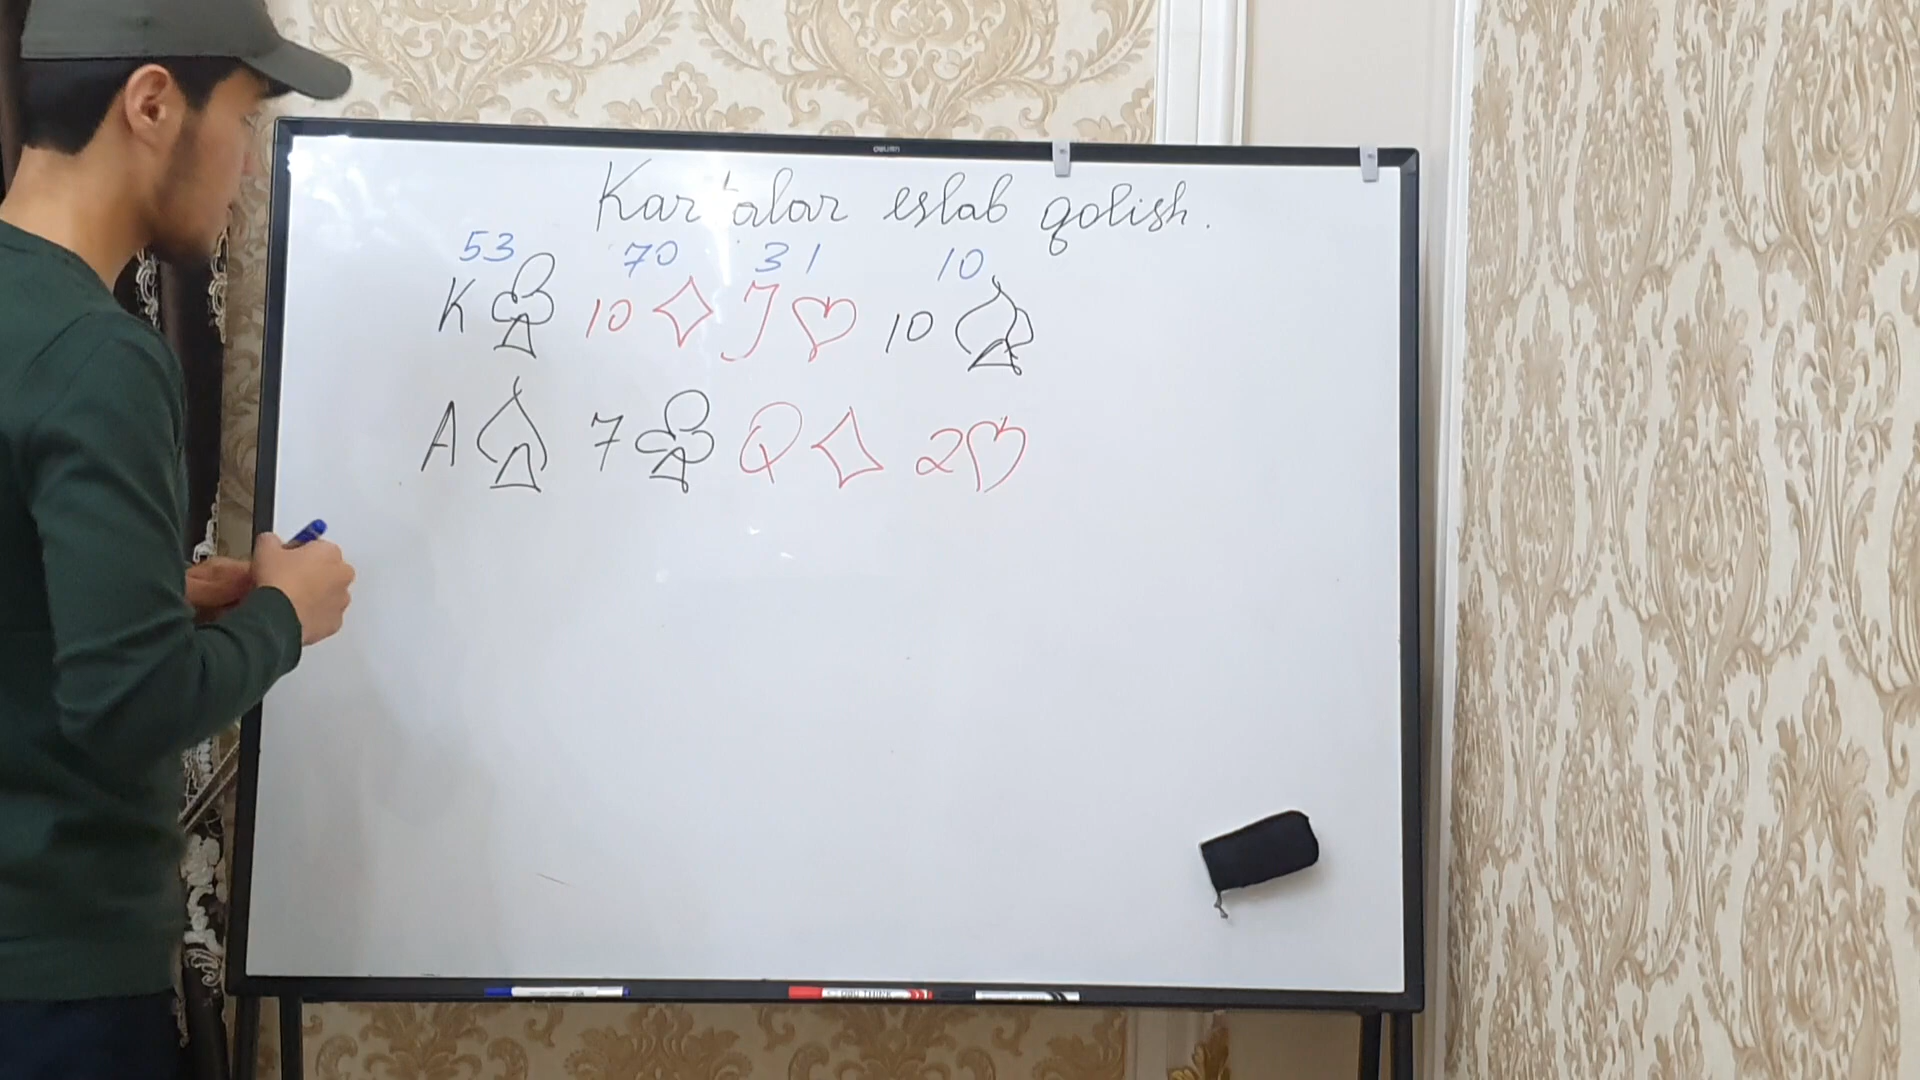 Kartalar eslab qolish.
53 70 31 10
K♣ 10♦ J♥ 10♠
A♠ 7♣ Q♦ 2♥